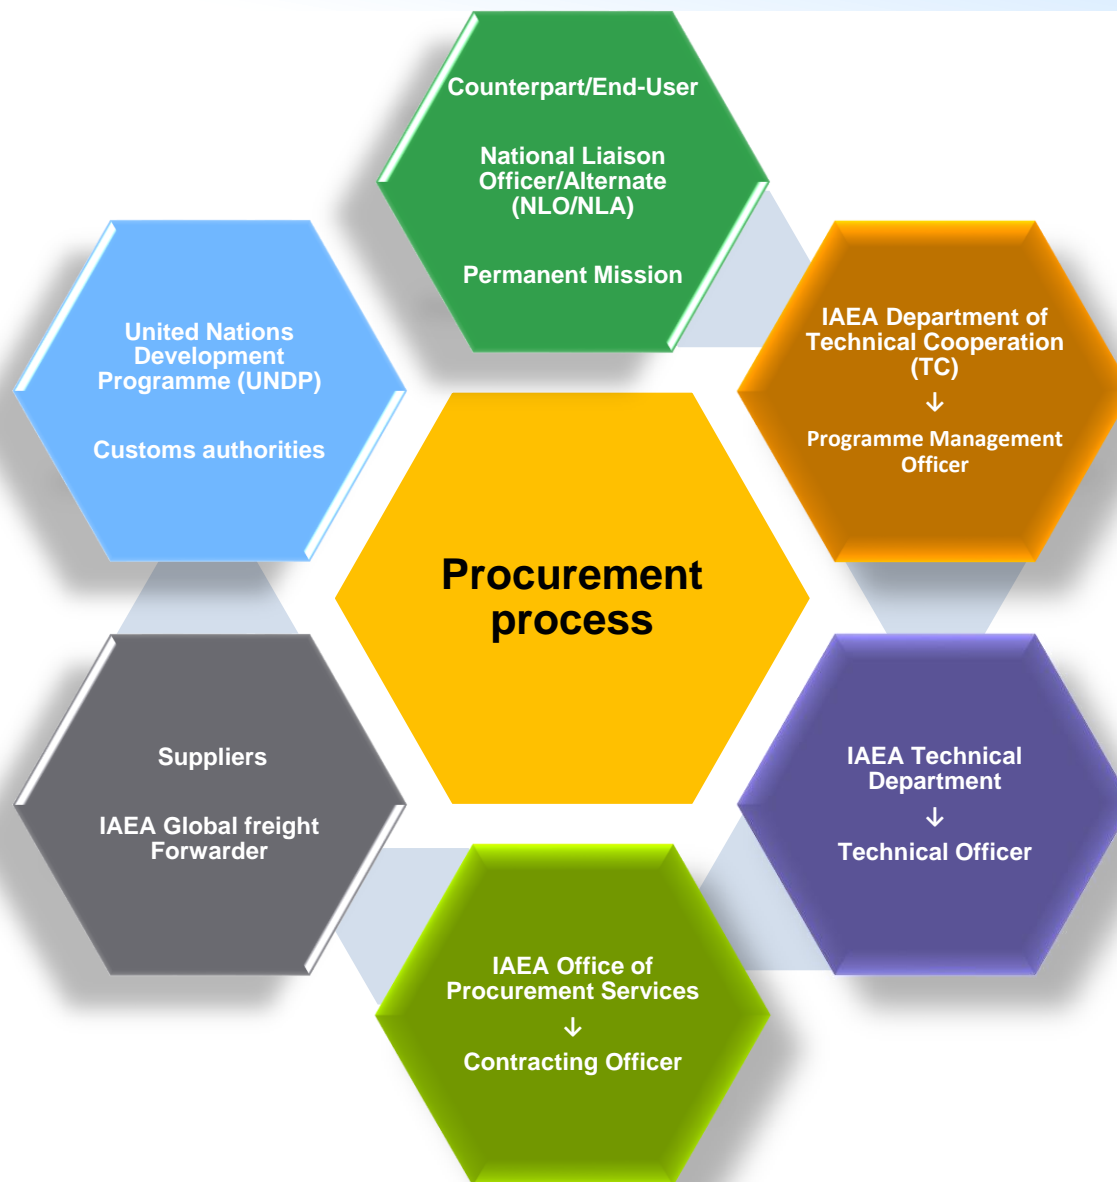 Counterpart/End-User
National Liaison
Officer/Alternate
(NLO/NLA)
Permanent Mission
IAEA Department of
Technical Cooperation
(TC)
↓
Programme Management
Officer
IAEA Technical
Department
↓
Technical Officer
IAEA Office of
Procurement Services
↓
Contracting Officer
Suppliers
IAEA Global freight
Forwarder
United Nations
Development
Programme (UNDP)
Customs authorities
Procurement
process